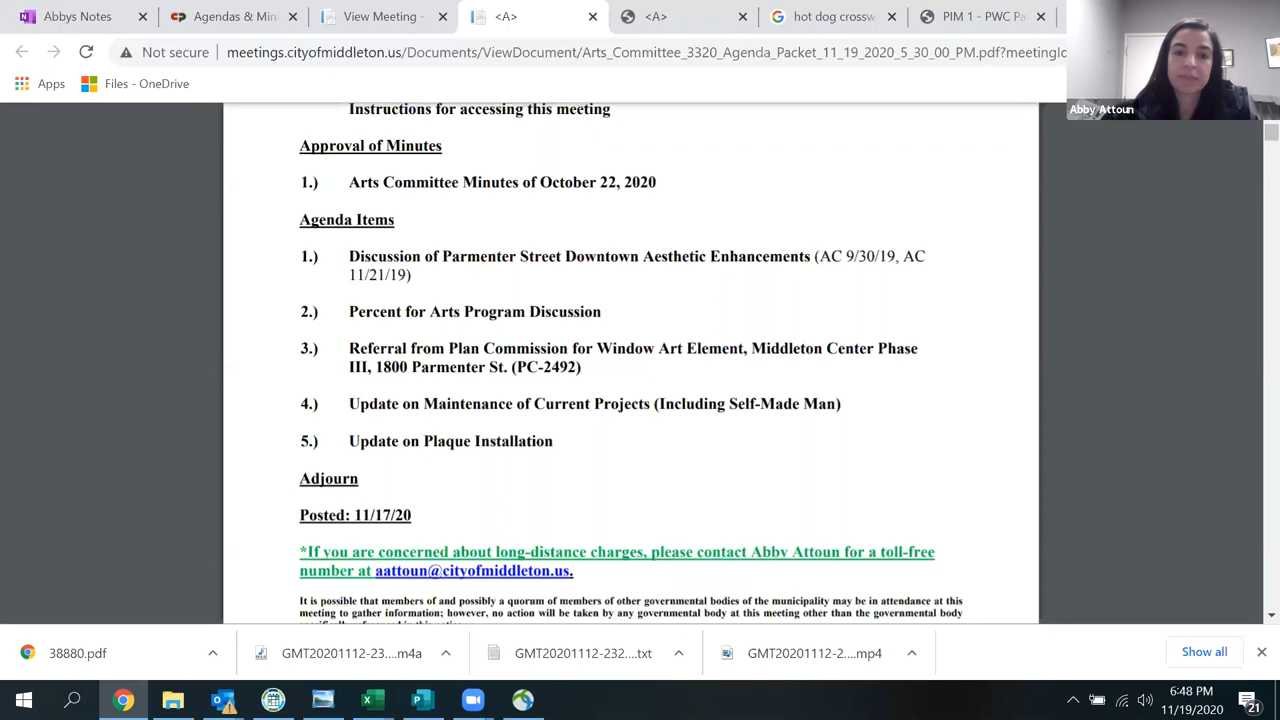 Abby Notes
Agendas & Min
View Meeting -
<A>
<A>
hot dog crossw
PIM 1 - PWC Pa
Not secure
meetings.cityofmiddleton.us/Documents/ViewDocument/Arts_Committee_3320_Agenda_Packet_11_19_2020_5_30_00_PM.pdf?meetingId
Apps
Files - OneDrive
Abby Attoun
Instructions for accessing this meeting
Approval of Minutes
1.) Arts Committee Minutes of October 22, 2020
Agenda Items
1.) Discussion of Parmenter Street Downtown Aesthetic Enhancements (AC 9/30/19, AC
11/21/19)
2.) Percent for Arts Program Discussion
3.) Referral from Plan Commission for Window Art Element, Middleton Center Phase
III, 1800 Parmenter St. (PC-2492)
4.) Update on Maintenance of Current Projects (Including Self-Made Man)
5.) Update on Plaque Installation
Adjourn
Posted: 11/17/20
*If you are concerned about long-distance charges, please contact Abby Attoun for a toll-free
number at aattoun@cityofmiddleton.us.
It is possible that members of and possibly a quorum of members of other governmental bodies of the municipality may be in attendance at this
meeting to gather information; however, no action will be taken by any governmental body at this meeting other than the governmental body
specifically referenced in this notice.
38880.pdf
GMT20201112-23....m4a
GMT20201112-232....txt
GMT20201112-2....mp4
Show all
6:48 PM
11/19/2020
21